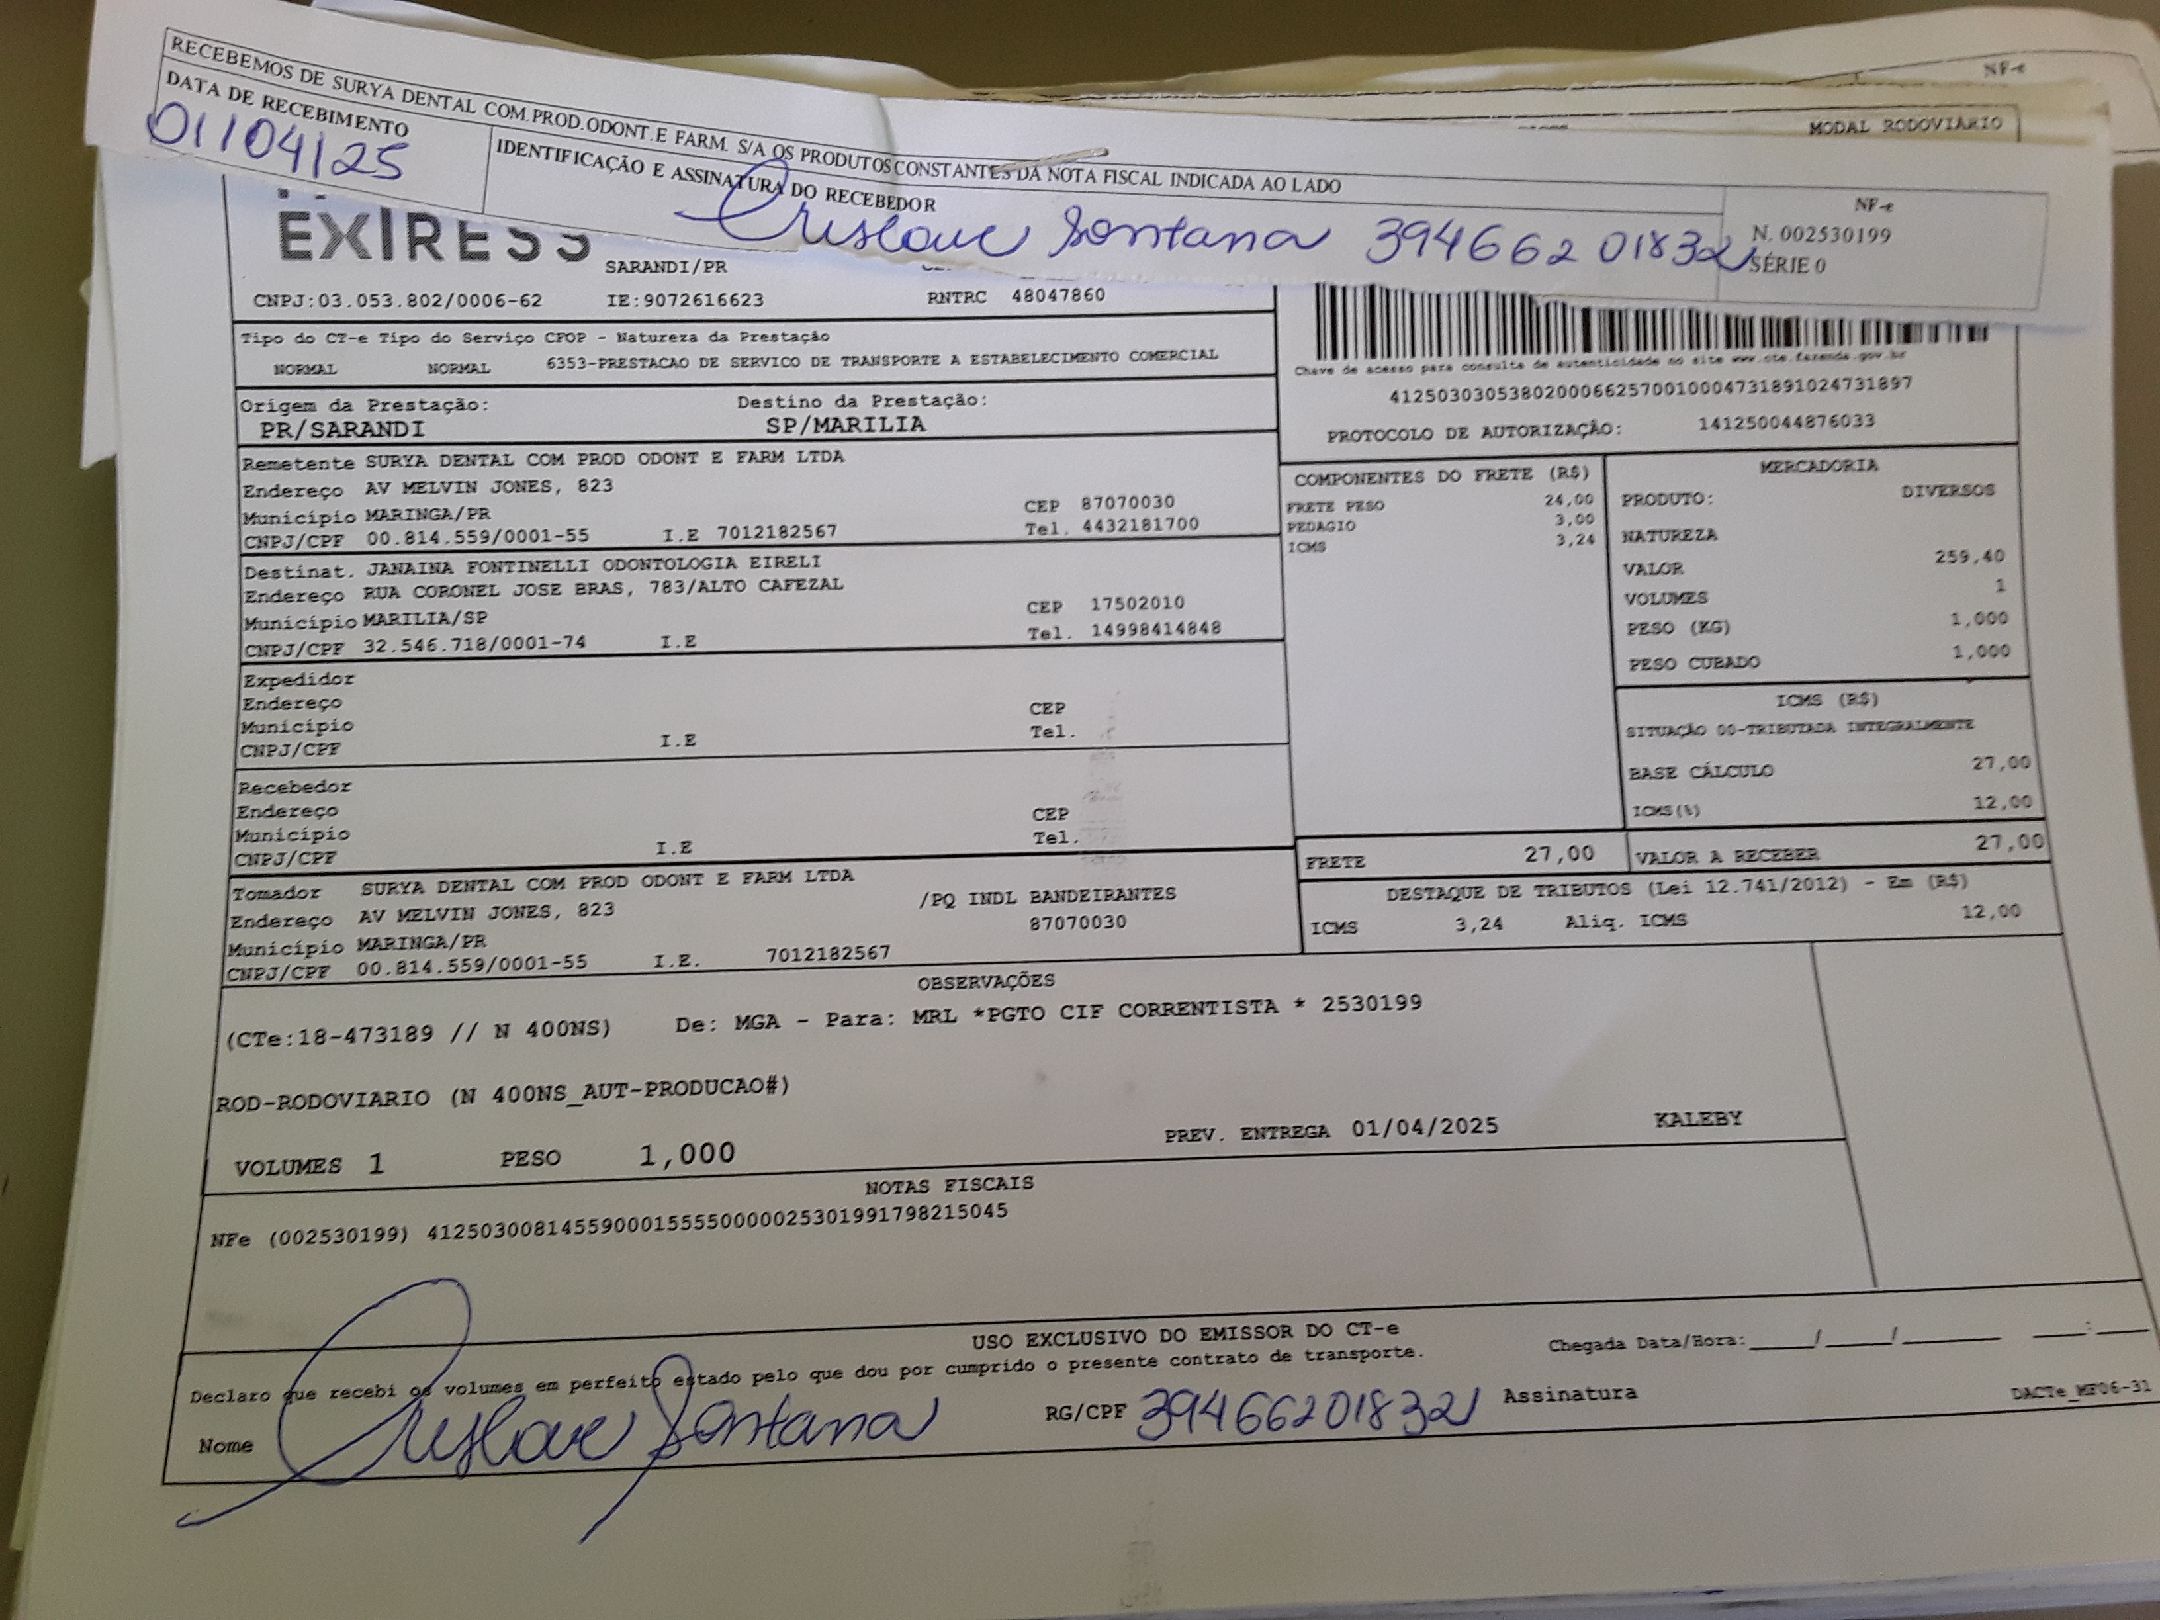 NF-e
MODAL RODOVIÁRIO
RECEBEMOS DE SURYA DENTAL COM.PROD.ODONT.E FARM. S/A OS PRODUTOS CONSTANTES DA NOTA FISCAL INDICADA AO LADO
DATA DE RECEBIMENTO
01104125
IDENTIFICAÇÃO E ASSINATURA DO RECEBEDOR
Santana 39466201832
NF-e
N. 002530199
SÉRIE 0
SARANDI/PR
CNPJ:03.053.802/0006-62 IE:9072616623 RNTRC 48047860
Tipo do CT-e Tipo do Serviço CFOP - Natureza da Prestação
NORMAL NORMAL 6353-PRESTACAO DE SERVICO DE TRANSPORTE A ESTABELECIMENTO COMERCIAL
Chave de acesso para consulta de autenticidade no site www.cte.fazenda.gov.br
41250303053802000662570010004731891024731897
PROTOCOLO DE AUTORIZAÇÃO: 141250044876033
Origem da Prestação: Destino da Prestação:
PR/SARANDI SP/MARILIA
Remetente SURYA DENTAL COM PROD ODONT E FARM LTDA
Endereço AV MELVIN JONES, 823
Município MARINGA/PR CEP 87070030
CNPJ/CPF 00.814.559/0001-55 I.E 7012182567 Tel. 4432181700
Destinat. JANAINA FONTINELLI ODONTOLOGIA EIRELI
Endereço RUA CORONEL JOSE BRAS, 783/ALTO CAFEZAL
Município MARILIA/SP CEP 17502010
CNPJ/CPF 32.546.718/0001-74 I.E Tel. 14998414848
Expedidor
Endereço
Município CEP
CNPJ/CPF I.E Tel.
Recebedor
Endereço
Município CEP
CNPJ/CPF I.E Tel.
Tomador SURYA DENTAL COM PROD ODONT E FARM LTDA
Endereço AV MELVIN JONES, 823 /PQ INDL BANDEIRANTES
Município MARINGA/PR 87070030
CNPJ/CPF 00.814.559/0001-55 I.E. 7012182567
COMPONENTES DO FRETE (R$)
FRETE PESO 24,00
PEDAGIO 3,00
ICMS 3,24
MERCADORIA
PRODUTO: DIVERSOS
NATUREZA
VALOR 259,40
VOLUMES 1
PESO (KG) 1,000
PESO CUBADO 1,000
ICMS (R$)
SITUAÇÃO 00-TRIBUTADA INTEGRALMENTE
BASE CÁLCULO 27,00
ICMS(%) 12,00
FRETE 27,00 VALOR A RECEBER 27,00
DESTAQUE DE TRIBUTOS (Lei 12.741/2012) - Em (R$)
ICMS 3,24 Aliq. ICMS 12,00
OBSERVAÇÕES
(CTe:18-473189 // N 400NS) De: MGA - Para: MRL *PGTO CIF CORRENTISTA * 2530199
ROD-RODOVIARIO (N 400NS_AUT-PRODUCAO#)
VOLUMES 1 PESO 1,000 PREV. ENTREGA 01/04/2025 KALEBY
NOTAS FISCAIS
NFe (002530199) 41250300814559000155550000025301991798215045
USO EXCLUSIVO DO EMISSOR DO CT-e
Declaro que recebi os volumes em perfeito estado pelo que dou por cumprido o presente contrato de transporte.
Chegada Data/Hora:____/____/______ ___:___
Nome Santana RG/CPF 39466201832 Assinatura
DACTe_MF06-31